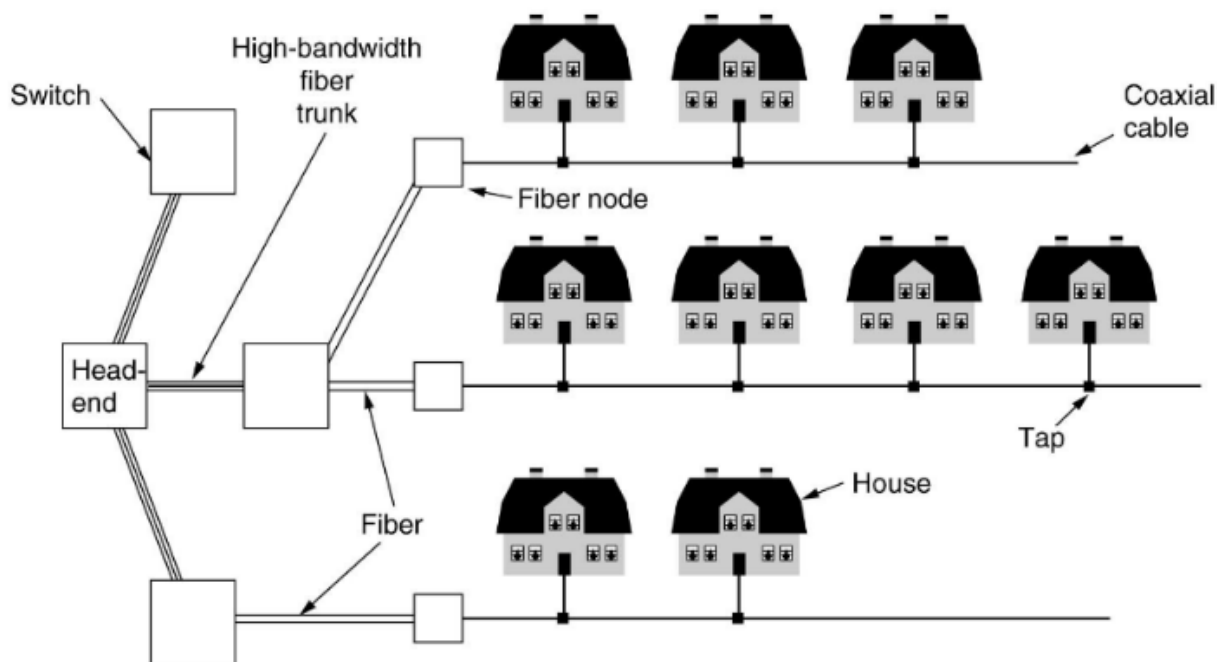 High-bandwidth
fiber
trunk
Switch
Coaxial
cable
Fiber node
Head-
end
Tap
House
Fiber